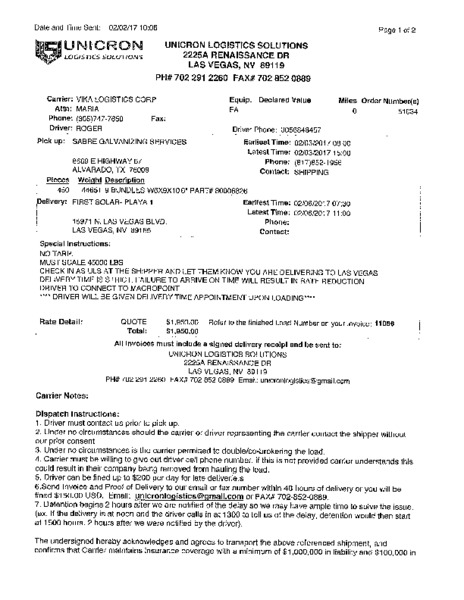 Date and Time Sent: 02/02/17 10:06
Page 1 of 2
UNICRON
LOGISTICS SOLUTIONS
UNICRON LOGISTICS SOLUTIONS
2225A RENAISSANCE DR
LAS VEGAS, NV 89119
PH# 702 291 2260 FAX# 702 852 0889
Carrier: VIKA LOGISTICS CORP
Equip. Declared Value Miles Order Number(s)
Attn: MARIA
FA 0 51034
Phone: (305)747-7650 Fax:
Driver: ROGER
Driver Phone: 3056848457
Pick up: SABRE GALVANIZING SERVICES
Earliest Time: 02/03/2017 08:00
Latest Time: 02/03/2017 15:00
8600 E HIGHWAY 67
Phone: (817)852-1996
ALVARADO, TX 76009
Contact: SHIPPING
Pieces Weight Description
450 44651 9 BUNDLES W6X9X10'6" PART# 80006826
Delivery: FIRST SOLAR- PLAYA 1
Earliest Time: 02/06/2017 07:30
Latest Time: 02/06/2017 11:00
15971 N. LAS VEGAS BLVD.
Phone:
LAS VEGAS, NV 89165
Contact:
Special Instructions:
NO TARP.
MUST SCALE 45000 LBS
CHECK IN AS ULS AT THE SHIPPER AND LET THEM KNOW YOU ARE DELIVERING TO LAS VEGAS
DELIVERY TIME IS STRICT. FAILURE TO ARRIVE ON TIME WILL RESULT IN RATE REDUCTION
DRIVER TO CONNECT TO MACROPOINT
**** DRIVER WILL BE GIVEN DELIVERY TIME APPOINTMENT UPON LOADING****
Rate Detail: QUOTE $1,950.00 Refer to the finished Load Number on your invoice: 11056
Total: $1,950.00
All Invoices must include a signed delivery receipt and be sent to:
UNICRON LOGISTICS SOLUTIONS
2225A RENAISSANCE DR
LAS VEGAS, NV 89119
PH# 702 291 2260 FAX# 702 852 0889 Email: unicronlogistics@gmail.com
Carrier Notes:
Dispatch Instructions:
1. Driver must contact us prior to pick up.
2. Under no circumstances should the carrier or driver representing the carrier contact the shipper without
our prior consent
3. Under no circumstances is the carrier permitted to double/co-brokering the load.
4. Carrier must be willing to give out driver cell phone number, if this is not provided carrier understands this
could result in their company being removed from hauling the load.
5. Driver can be fined up to $200 per day for late deliveries
6.Send Invoice and Proof of Delivery to our email or fax number within 48 hours of delivery or you will be
fined $150.00 USD. Email: unicronlogistics@gmail.com or FAX# 702-852-0889.
7. Detention begins 2 hours after we are notified of the delay so we may have ample time to solve the issue.
(ex. If the delivery is at noon and the driver calls in at 1300 to tell us of the delay, detention would then start
at 1500 hours. 2 hours after we were notified by the driver).
The undersigned hereby acknowledges and agrees to transport the above referenced shipment, and
confirms that Carrier maintains insurance coverage with a minimum of $1,000,000 in liability and $100,000 in